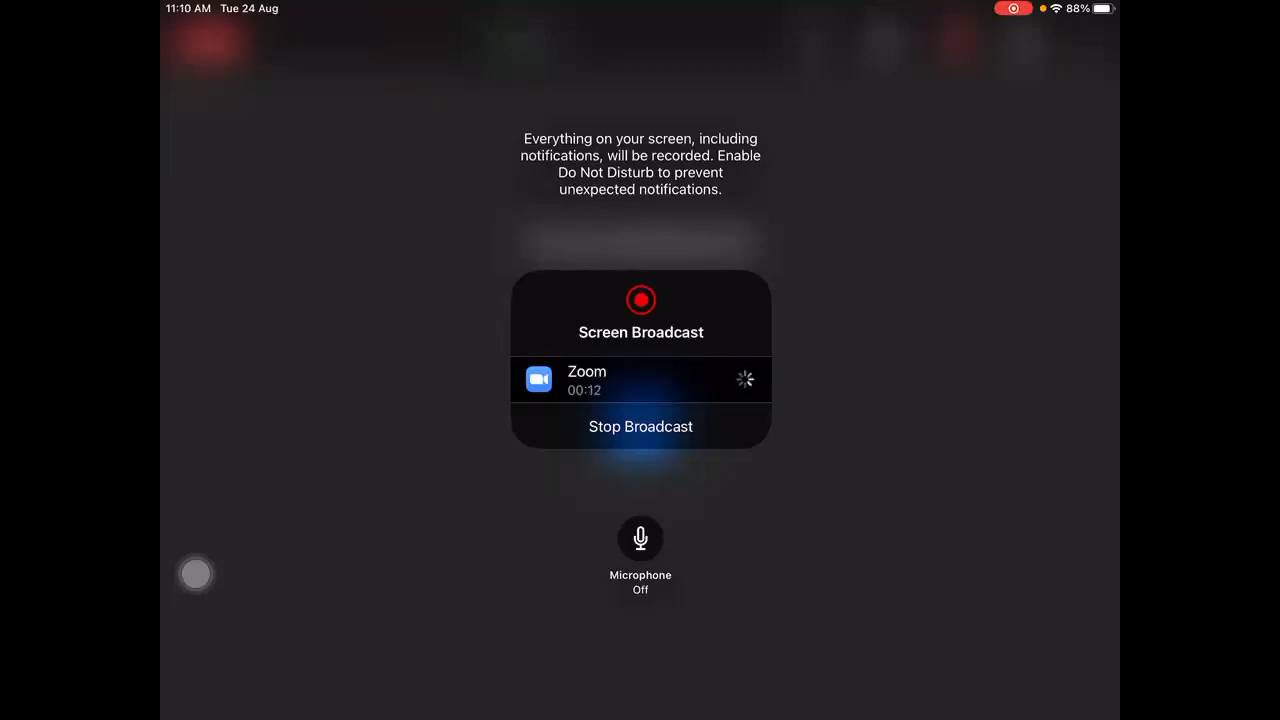 11:10 AM Tue 24 Aug
88%
Everything on your screen, including
notifications, will be recorded. Enable
Do Not Disturb to prevent
unexpected notifications.
Screen Broadcast
Zoom
00:12
Stop Broadcast
Microphone
Off